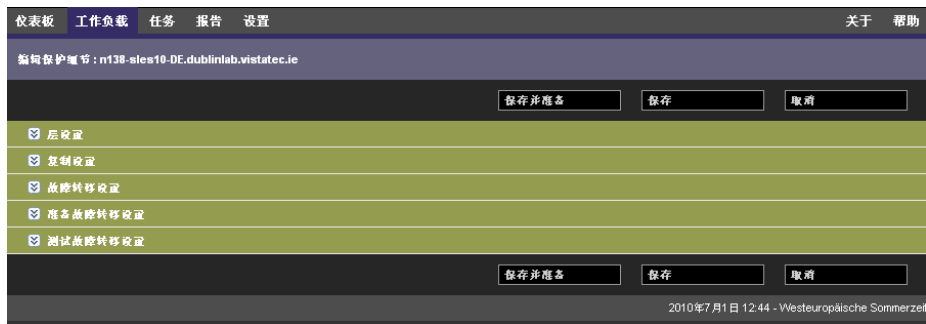 仪表板 工作负载 任务 报告 设置 关于 帮助
编辑保护细节 : n138-sles10-DE.dublinlab.vistatec.ie
保存并准备 保存 取消
层设置
复制设置
故障转移设置
准备故障转移设置
测试故障转移设置
保存并准备 保存 取消
2010年7月1日 12:44 - Westeuropäische Sommerzeit